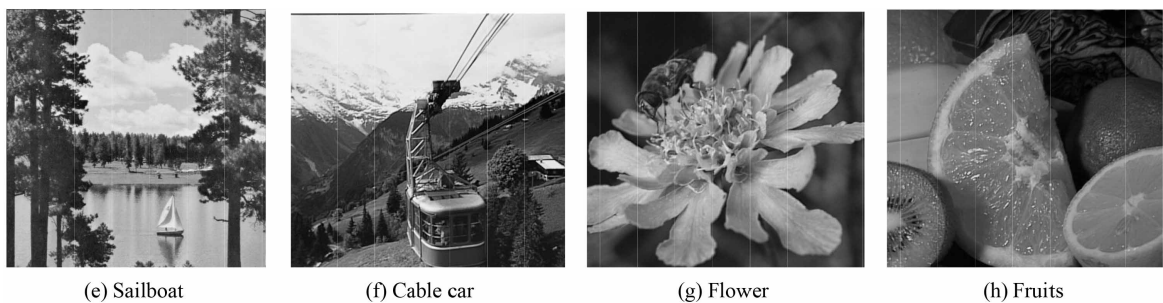 (e) Sailboat
(f) Cable car
(g) Flower
(h) Fruits